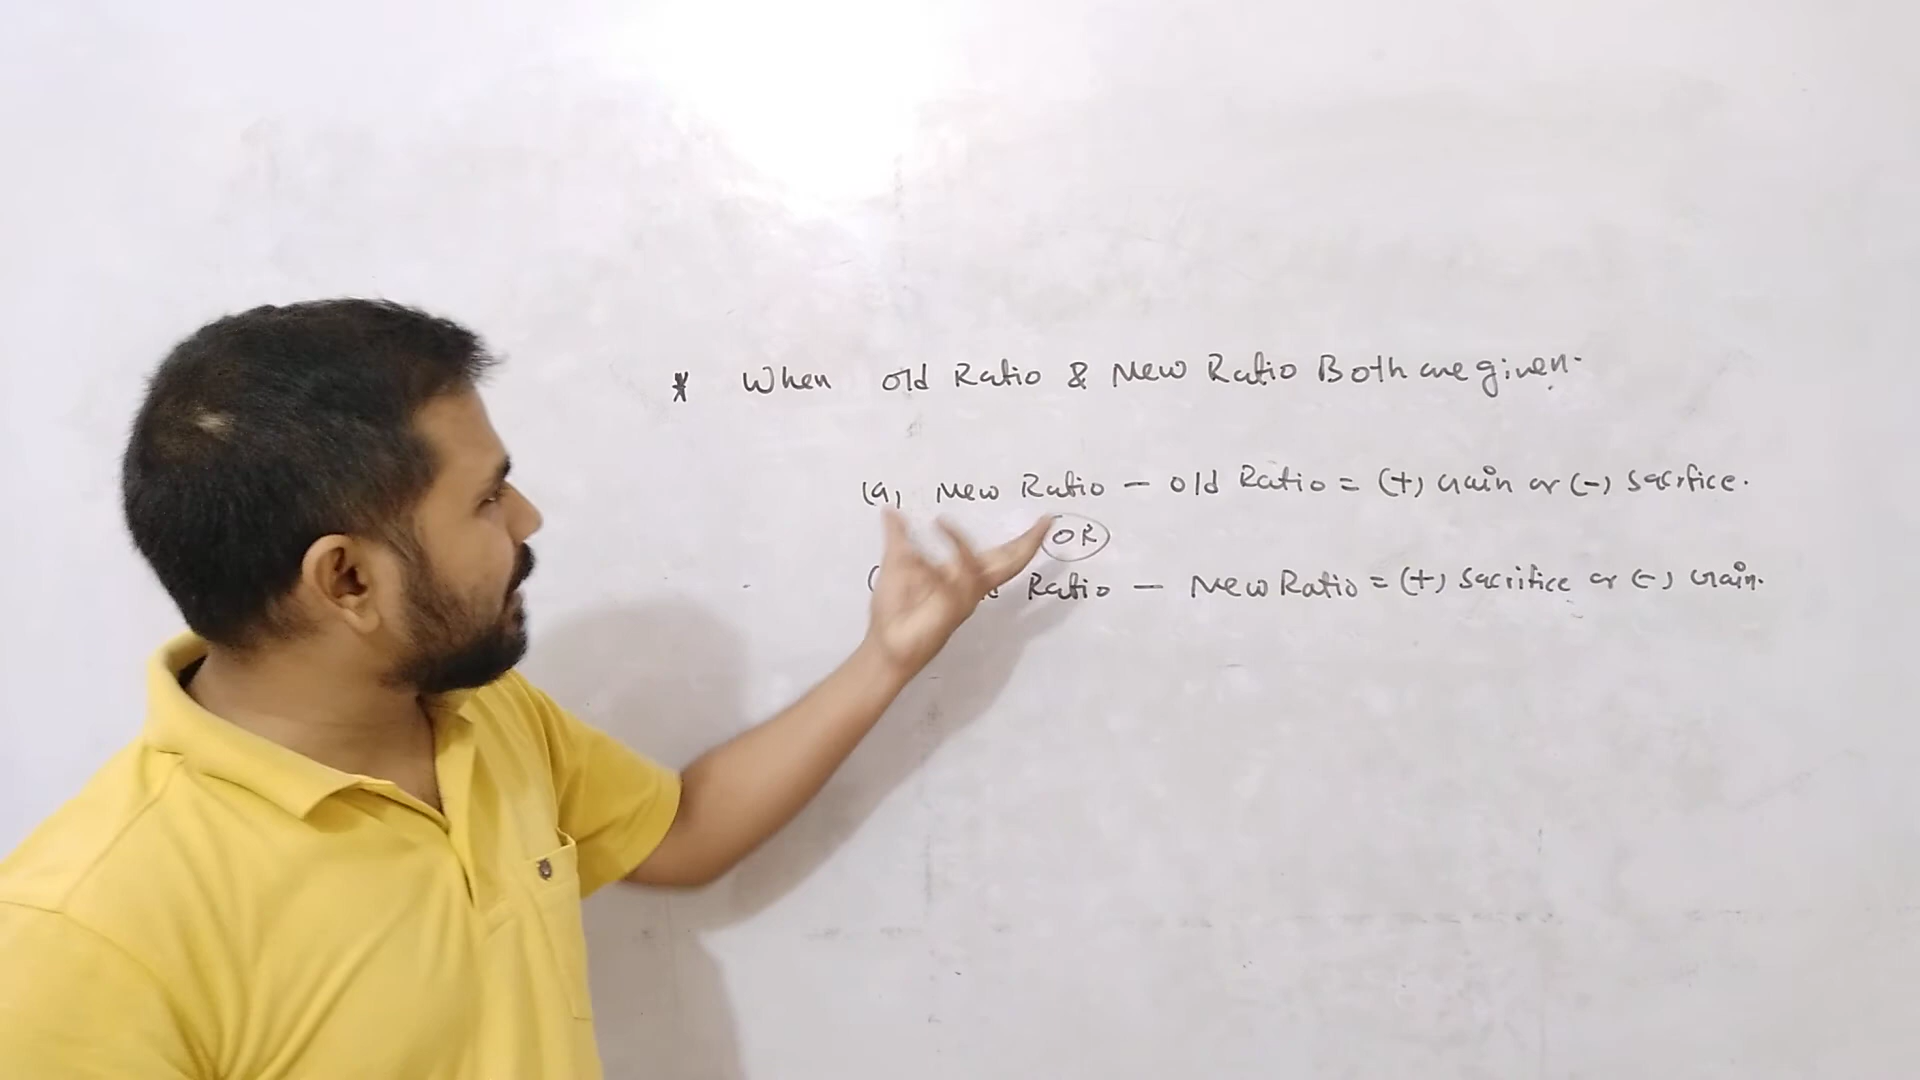 * When old Ratio & New Ratio Both are given.
(a) New Ratio - old Ratio = (+) Gain or (-) Sacrifice.
OR
( Ratio - New Ratio = (+) Sacrifice or (-) Gain.